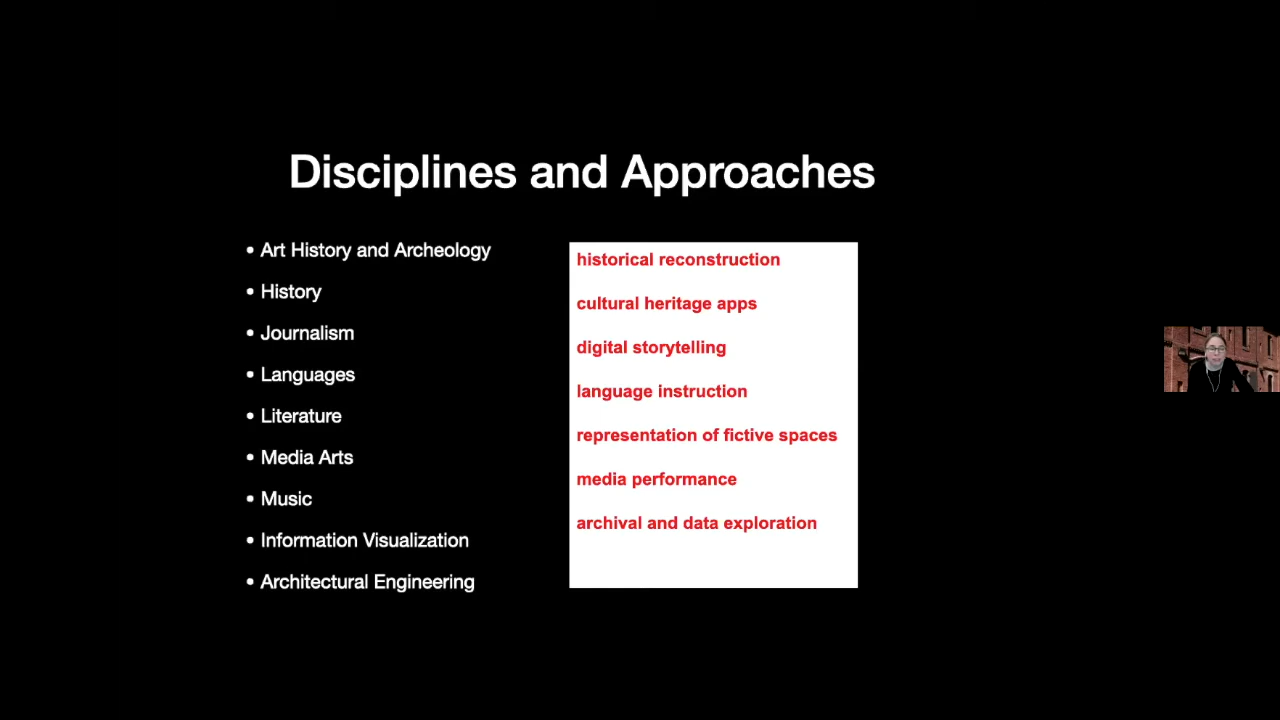 Disciplines and Approaches
• Art History and Archeology
• History
• Journalism
• Languages
• Literature
• Media Arts
• Music
• Information Visualization
• Architectural Engineering
historical reconstruction
cultural heritage apps
digital storytelling
language instruction
representation of fictive spaces
media performance
archival and data exploration